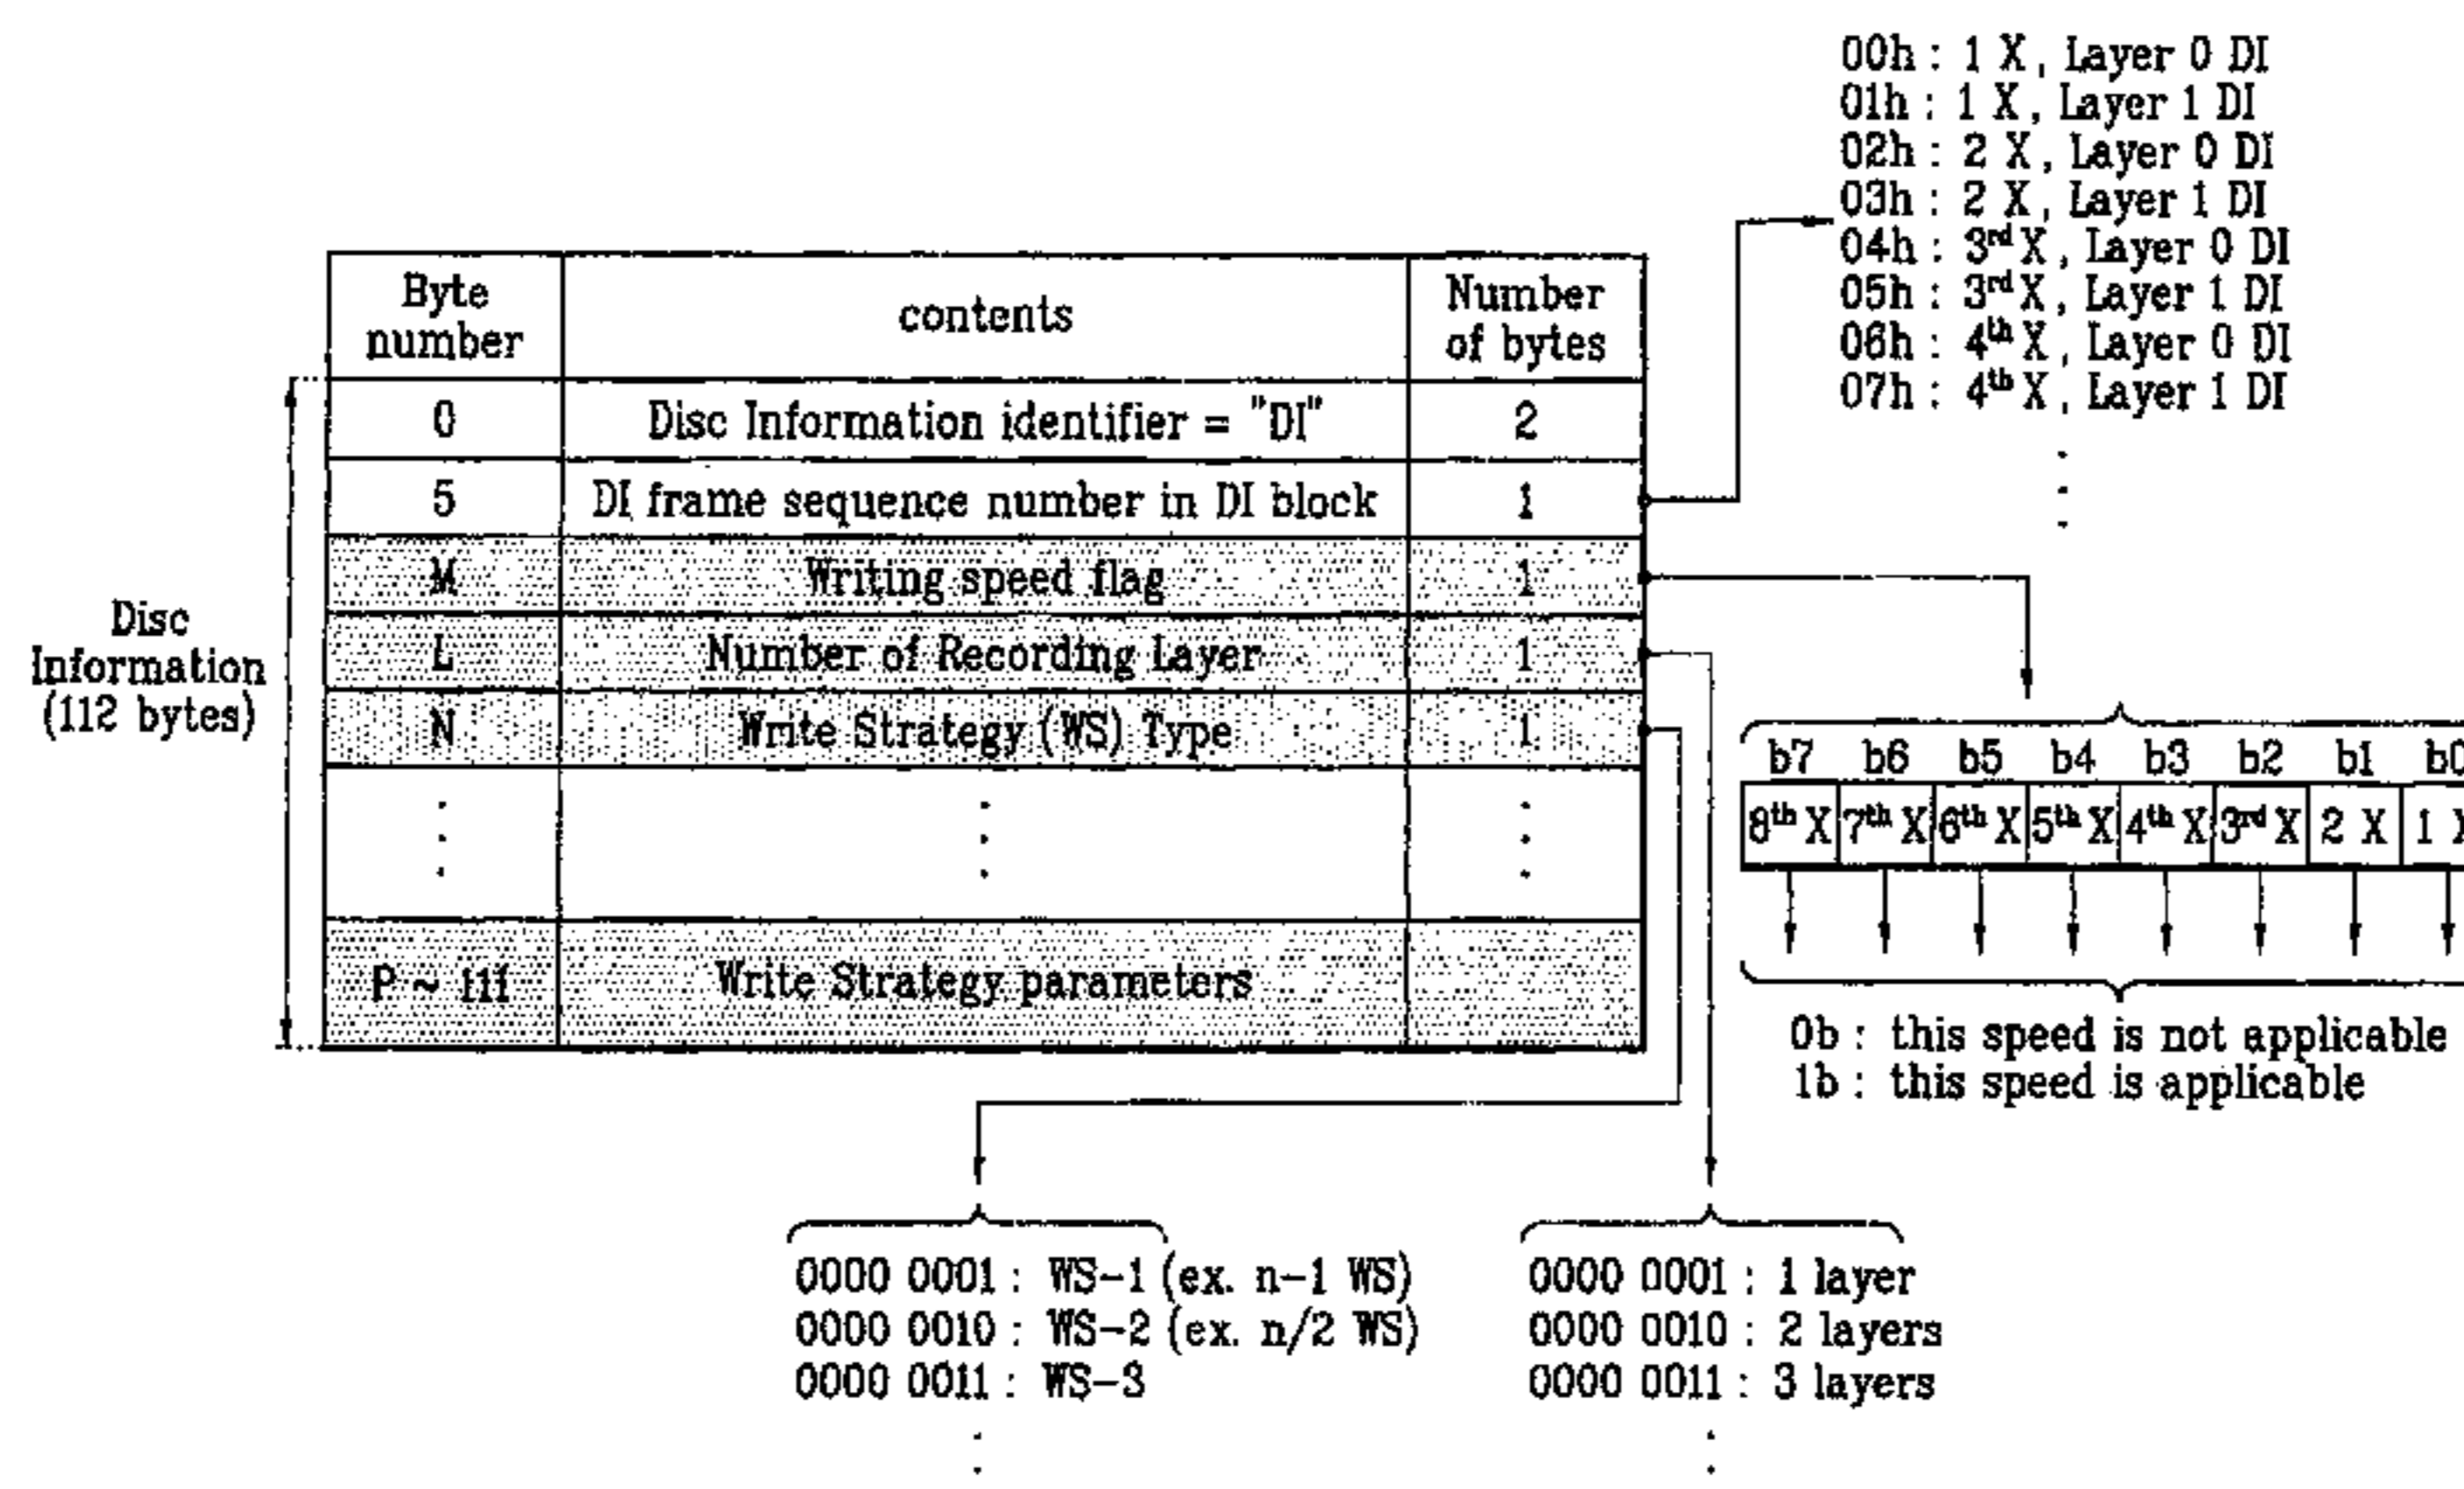 00h : 1 X, Layer 0 DI
01h : 1 X, Layer 1 DI
02h : 2 X, Layer 0 DI
03h : 2 X, Layer 1 DI
04h : 3rd X, Layer 0 DI
05h : 3rd X, Layer 1 DI
06h : 4th X, Layer 0 DI
07h : 4th X, Layer 1 DI
Byte number contents Number of bytes
0 Disc Information identifier = "DI" 2
5 DI frame sequence number in DI block 1
M Writing speed flag 1
L Number of Recording Layer 1
N Write Strategy (WS) Type 1
P ~ 111 Write Strategy parameters
Disc
Information
(112 bytes)
b7 b6 b5 b4 b3 b2 b1 b0
8th X 7th X 6th X 5th X 4th X 3rd X 2 X 1 X
0b : this speed is not applicable
1b : this speed is applicable
0000 0001 : WS-1 (ex. n-1 WS)
0000 0010 : WS-2 (ex. n/2 WS)
0000 0011 : WS-3
0000 0001 : 1 layer
0000 0010 : 2 layers
0000 0011 : 3 layers